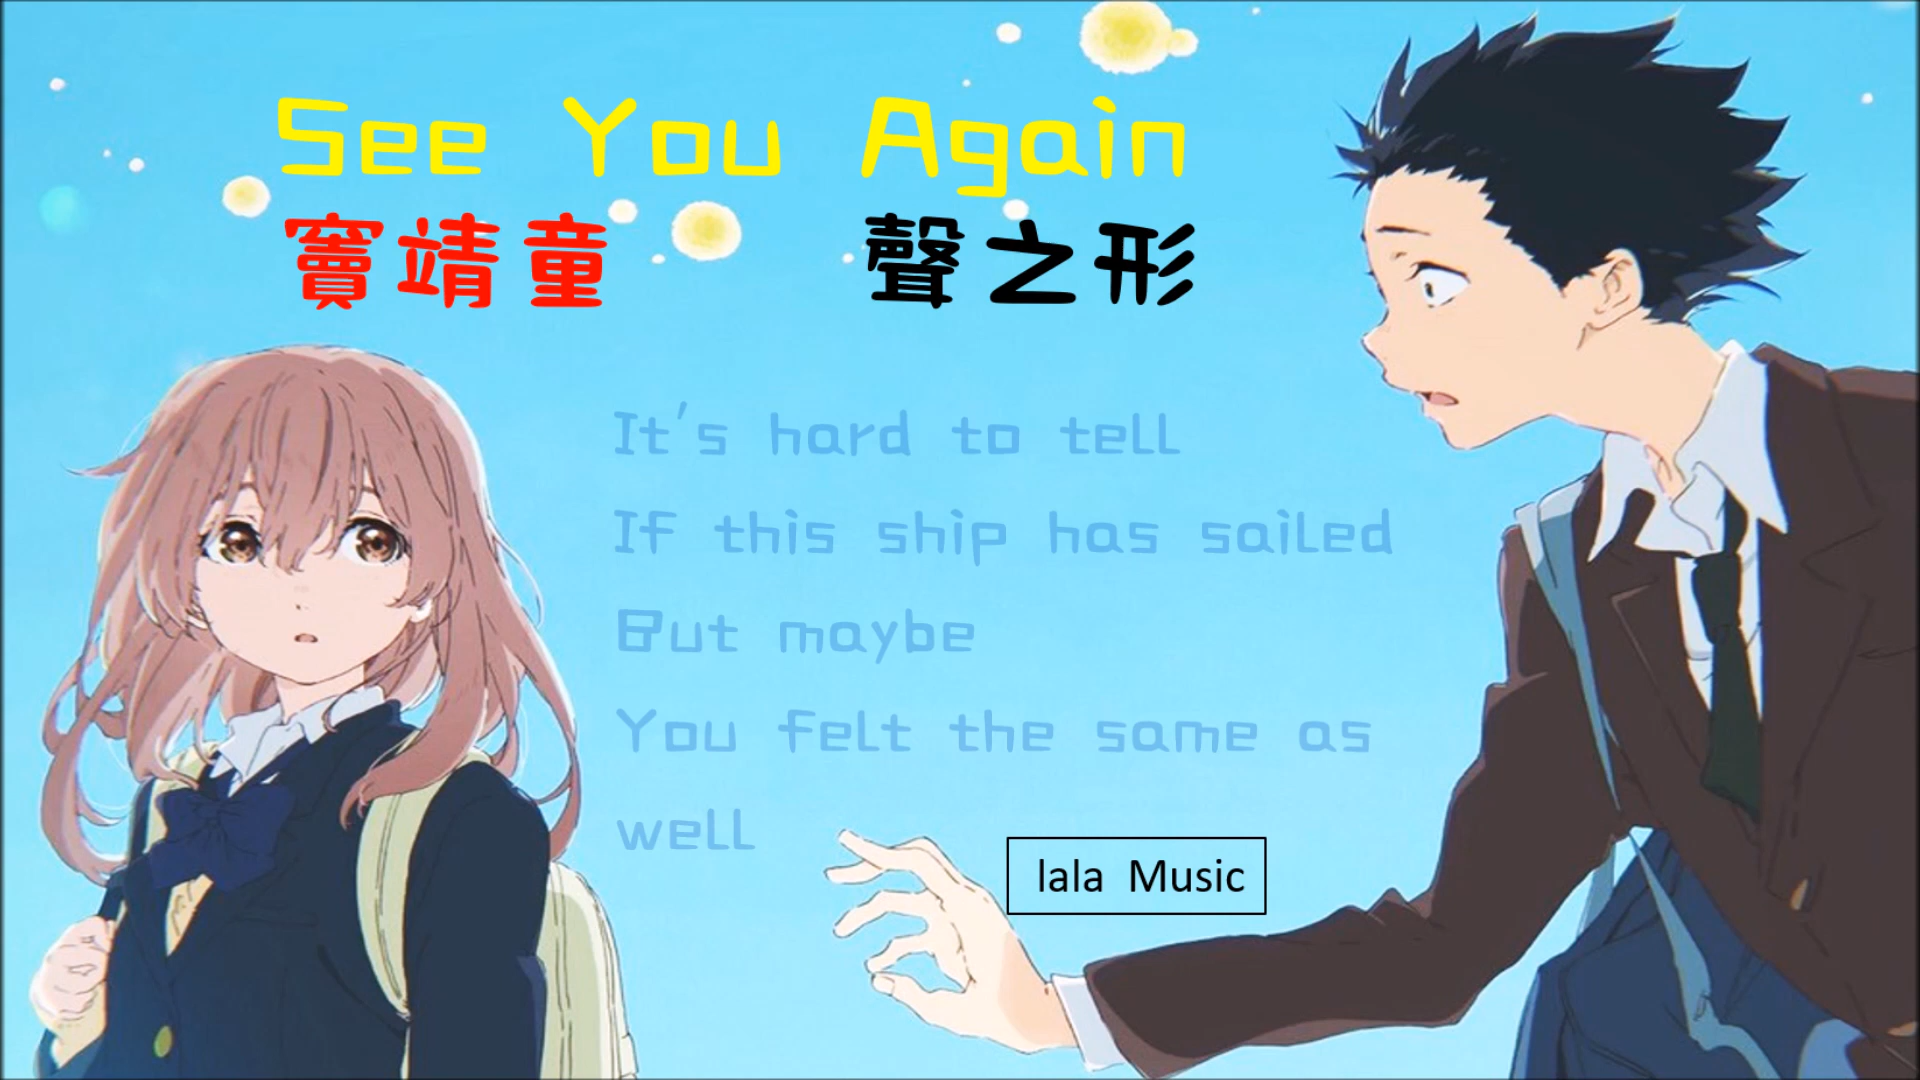 See You Again
竇靖童 聲之形
It's hard to tell
If this ship has sailed
But maybe
You felt the same as
well
lala Music